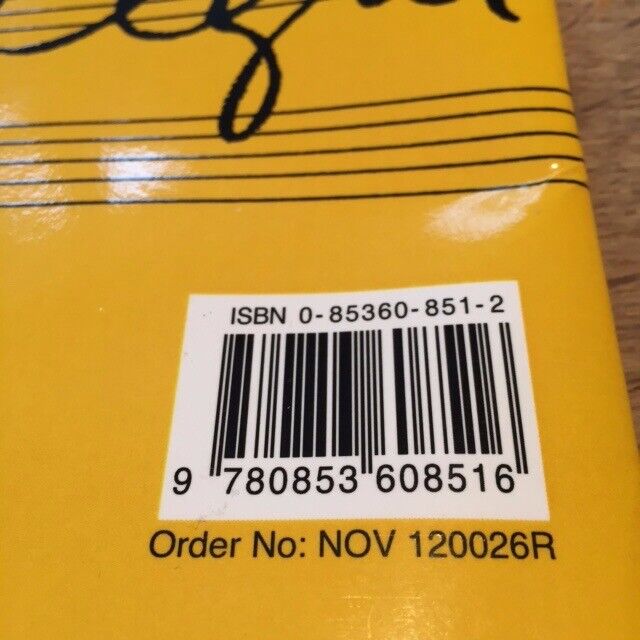 ISBN 0-85360-851-2
9 780853 608516
Order No: NOV 120026R